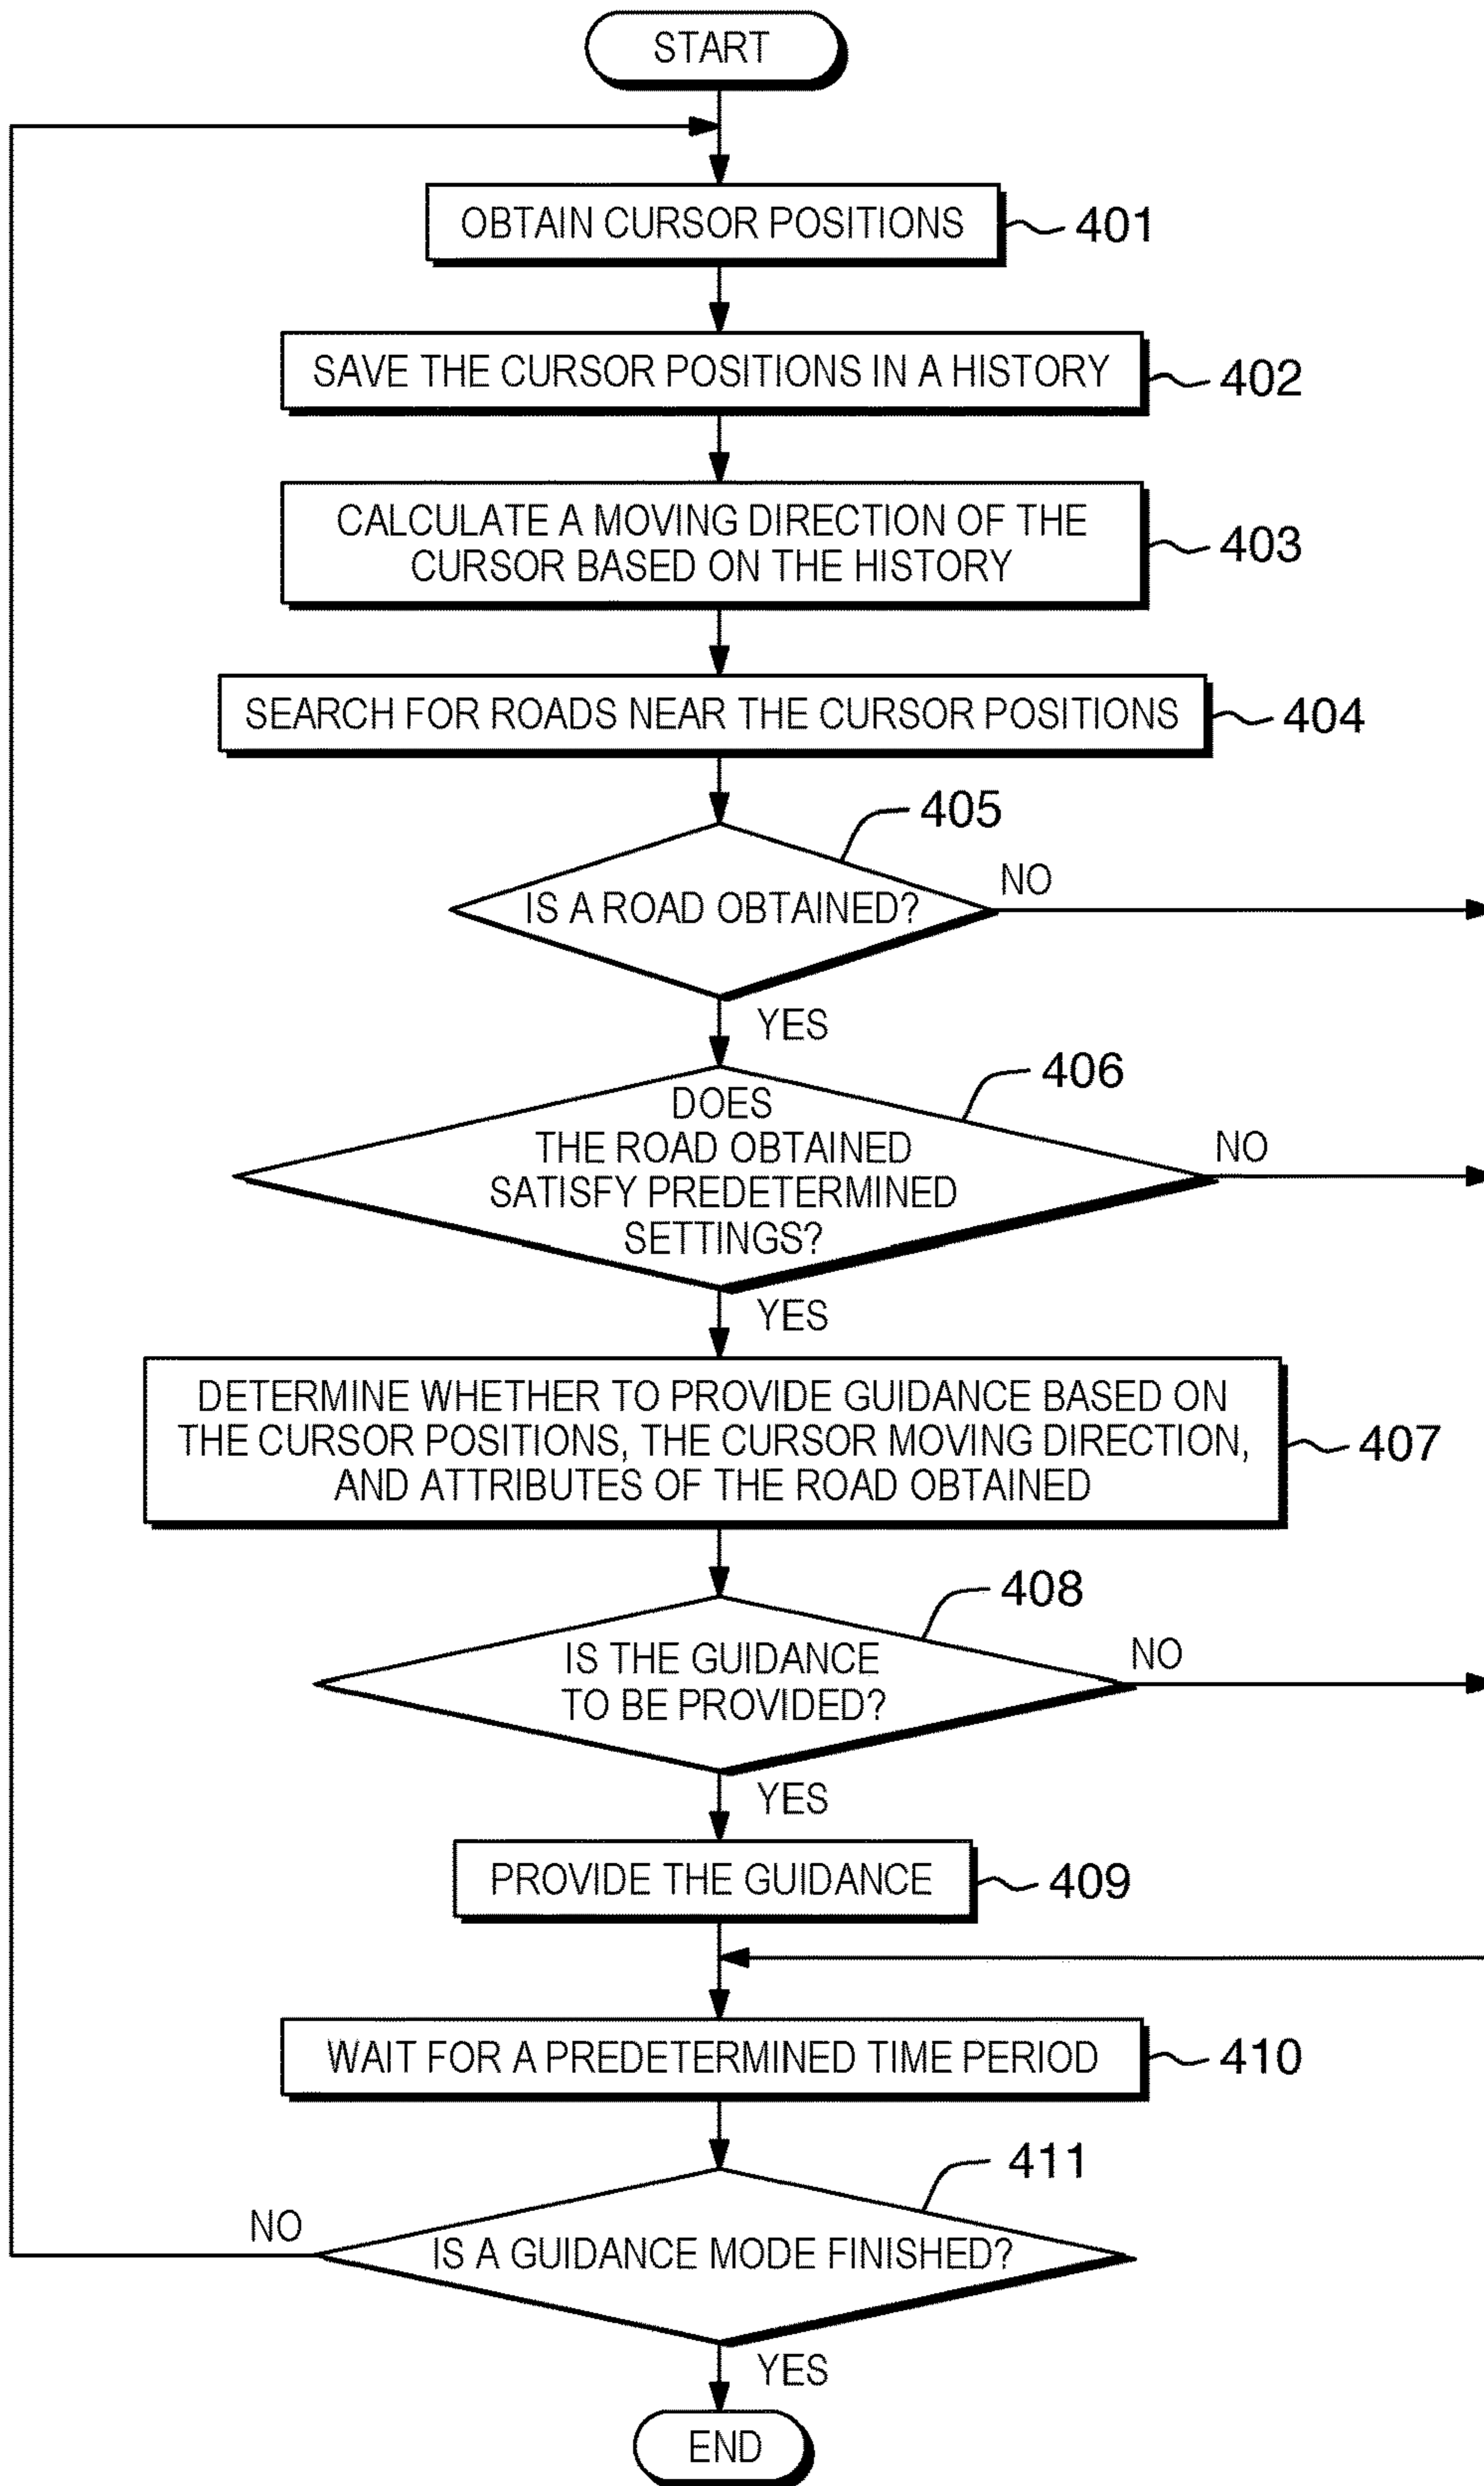 START
OBTAIN CURSOR POSITIONS
401
SAVE THE CURSOR POSITIONS IN A HISTORY
402
CALCULATE A MOVING DIRECTION OF THE
CURSOR BASED ON THE HISTORY
403
SEARCH FOR ROADS NEAR THE CURSOR POSITIONS
404
405
IS A ROAD OBTAINED?
NO
YES
406
DOES
THE ROAD OBTAINED
SATISFY PREDETERMINED
SETTINGS?
NO
YES
DETERMINE WHETHER TO PROVIDE GUIDANCE BASED ON
THE CURSOR POSITIONS, THE CURSOR MOVING DIRECTION,
AND ATTRIBUTES OF THE ROAD OBTAINED
407
408
IS THE GUIDANCE
TO BE PROVIDED?
NO
YES
PROVIDE THE GUIDANCE
409
WAIT FOR A PREDETERMINED TIME PERIOD
410
411
NO
IS A GUIDANCE MODE FINISHED?
YES
END